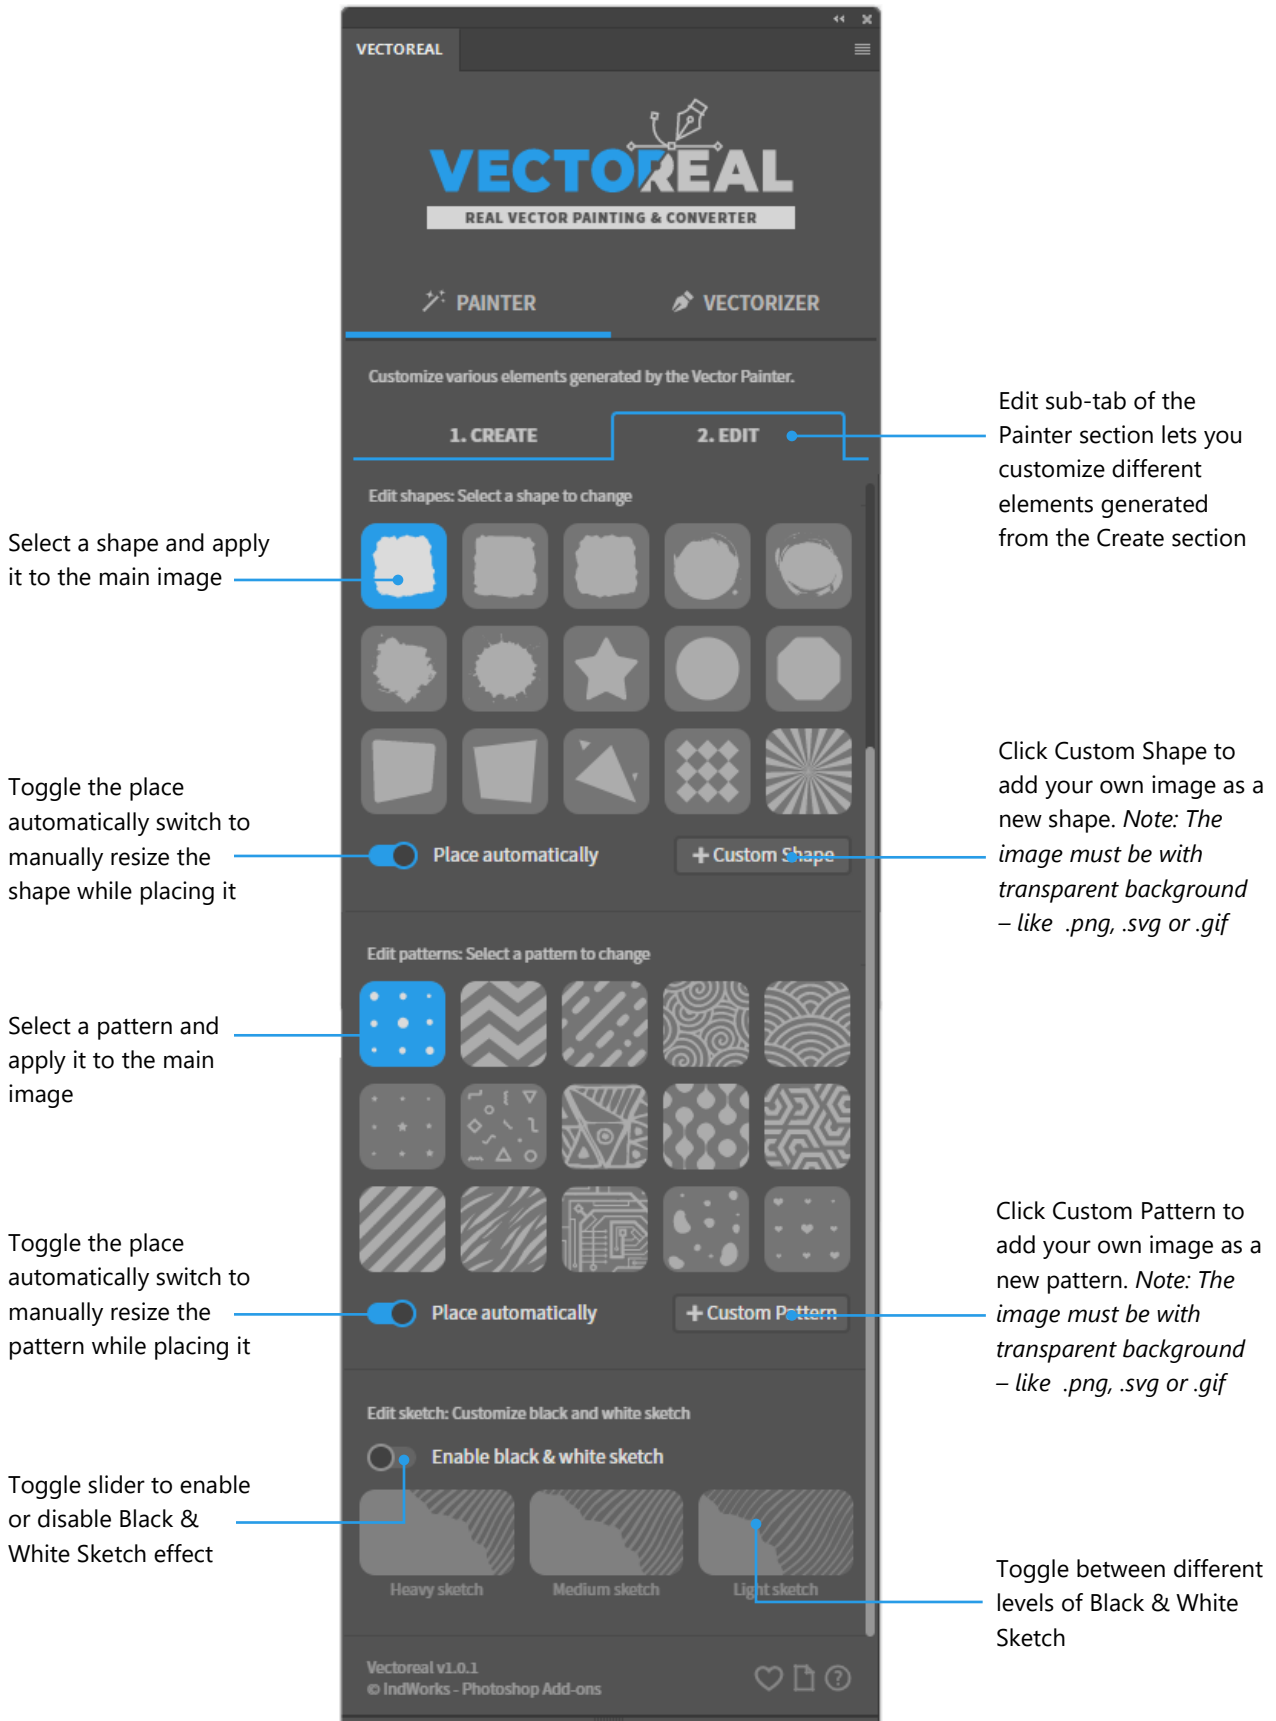 VECTOREAL
VECTOREAL
REAL VECTOR PAINTING & CONVERTER
PAINTER
VECTORIZER
Customize various elements generated by the Vector Painter.
1. CREATE
2. EDIT
Edit sub-tab of the
Painter section lets you
customize different
elements generated
from the Create section
Edit shapes: Select a shape to change
Select a shape and apply
it to the main image
Toggle the place
automatically switch to
manually resize the
shape while placing it
Place automatically
+ Custom Shape
Click Custom Shape to
add your own image as a
new shape. Note: The
image must be with
transparent background
– like .png, .svg or .gif
Edit patterns: Select a pattern to change
Select a pattern and
apply it to the main
image
Toggle the place
automatically switch to
manually resize the
pattern while placing it
Place automatically
+ Custom Pattern
Click Custom Pattern to
add your own image as a
new pattern. Note: The
image must be with
transparent background
– like .png, .svg or .gif
Edit sketch: Customize black and white sketch
Enable black & white sketch
Toggle slider to enable
or disable Black &
White Sketch effect
Heavy sketch
Medium sketch
Light sketch
Toggle between different
levels of Black & White
Sketch
Vectoreal v1.0.1
© IndWorks - Photoshop Add-ons